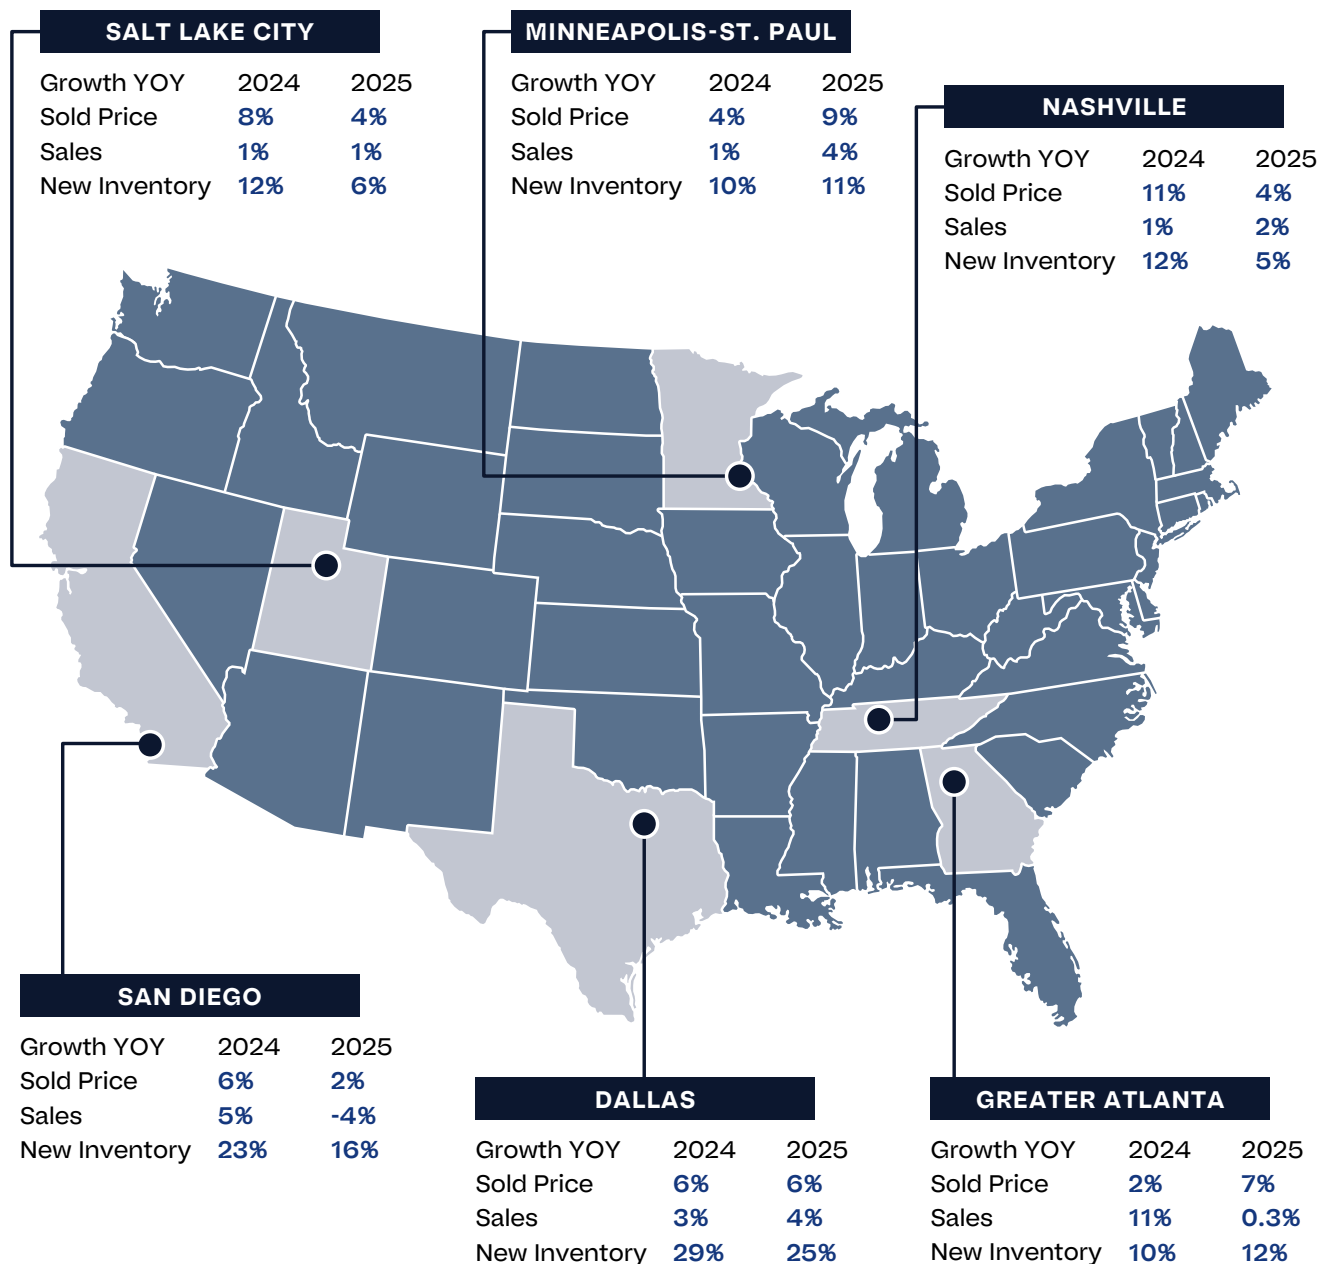 SALT LAKE CITY
Growth YOY 2024 2025
Sold Price 8% 4%
Sales 1% 1%
New Inventory 12% 6%
MINNEAPOLIS-ST. PAUL
Growth YOY 2024 2025
Sold Price 4% 9%
Sales 1% 4%
New Inventory 10% 11%
NASHVILLE
Growth YOY 2024 2025
Sold Price 11% 4%
Sales 1% 2%
New Inventory 12% 5%
SAN DIEGO
Growth YOY 2024 2025
Sold Price 6% 2%
Sales 5% -4%
New Inventory 23% 16%
DALLAS
Growth YOY 2024 2025
Sold Price 6% 6%
Sales 3% 4%
New Inventory 29% 25%
GREATER ATLANTA
Growth YOY 2024 2025
Sold Price 2% 7%
Sales 11% 0.3%
New Inventory 10% 12%